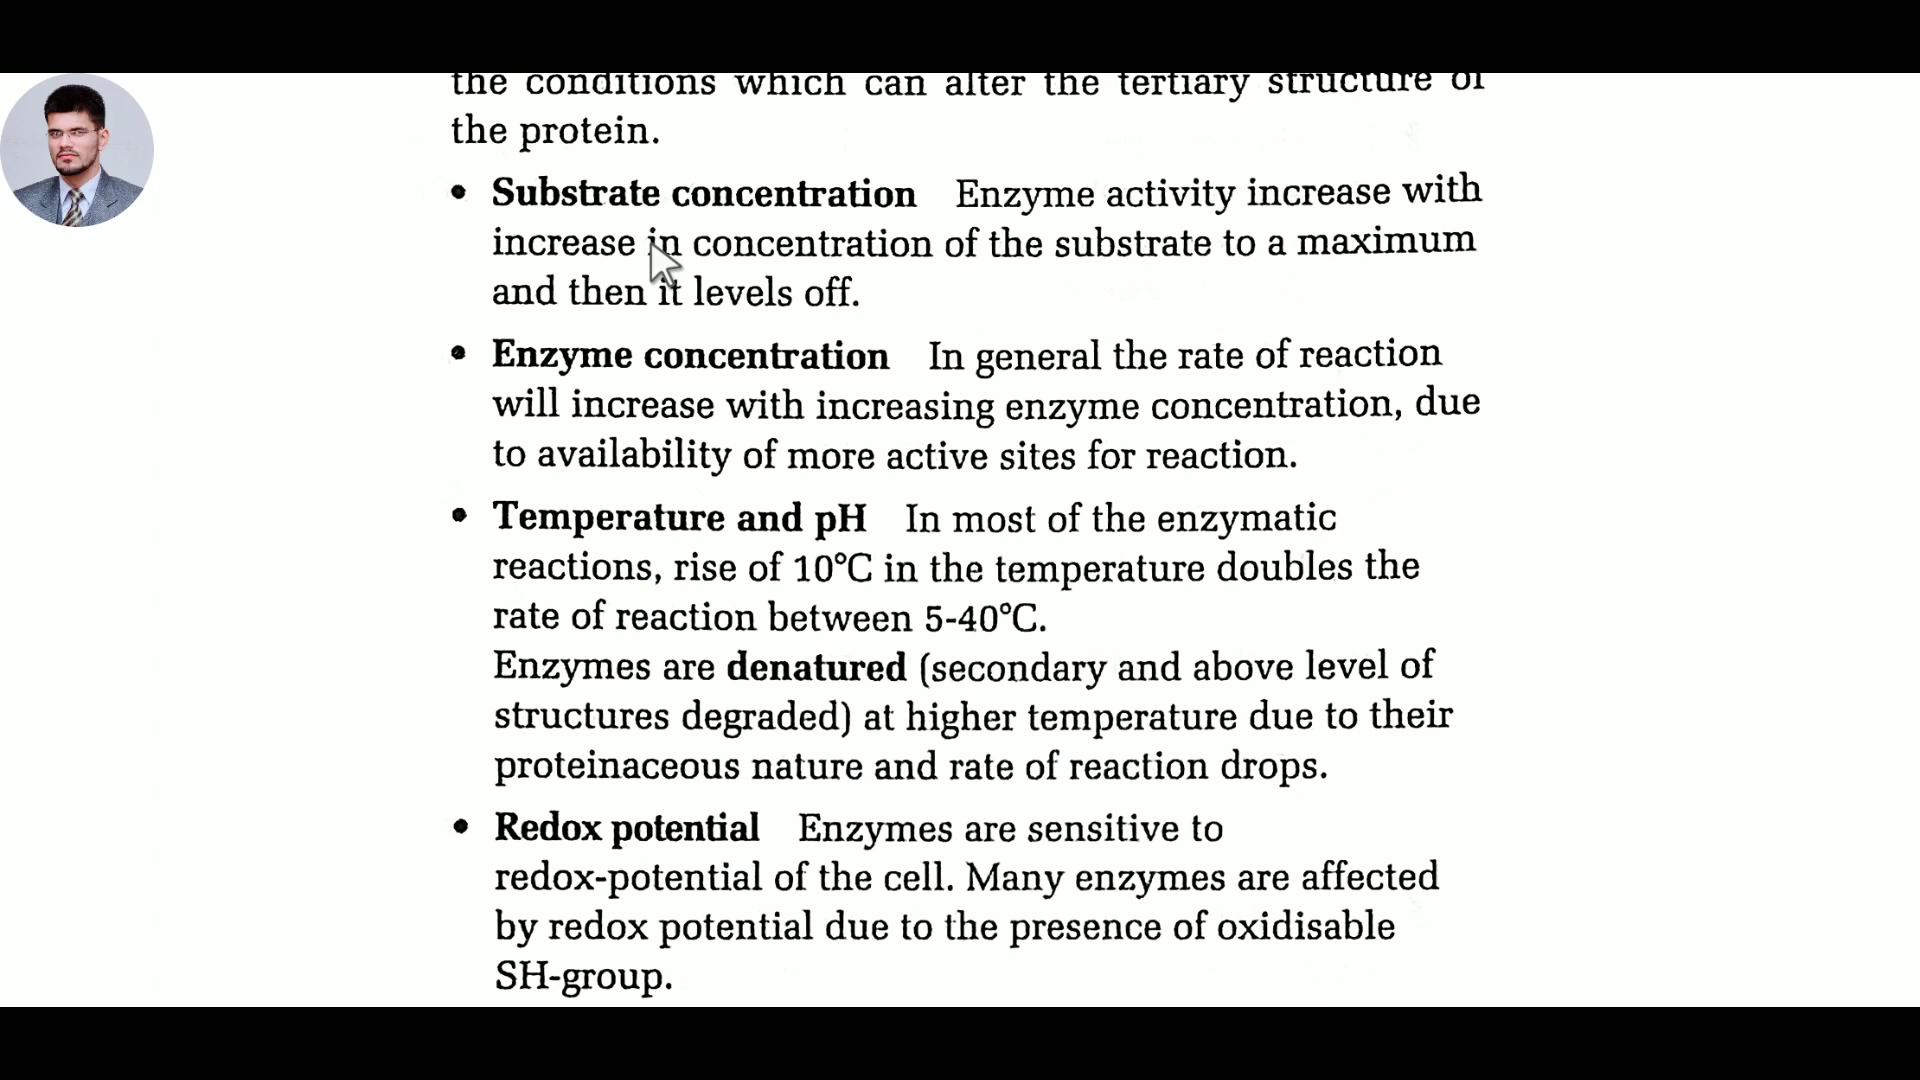 the conditions which can alter the tertiary structure of
the protein.
• Substrate concentration Enzyme activity increase with
increase in concentration of the substrate to a maximum
and then it levels off.
• Enzyme concentration In general the rate of reaction
will increase with increasing enzyme concentration, due
to availability of more active sites for reaction.
• Temperature and pH In most of the enzymatic
reactions, rise of 10°C in the temperature doubles the
rate of reaction between 5-40°C.
Enzymes are denatured (secondary and above level of
structures degraded) at higher temperature due to their
proteinaceous nature and rate of reaction drops.
• Redox potential Enzymes are sensitive to
redox-potential of the cell. Many enzymes are affected
by redox potential due to the presence of oxidisable
SH-group.